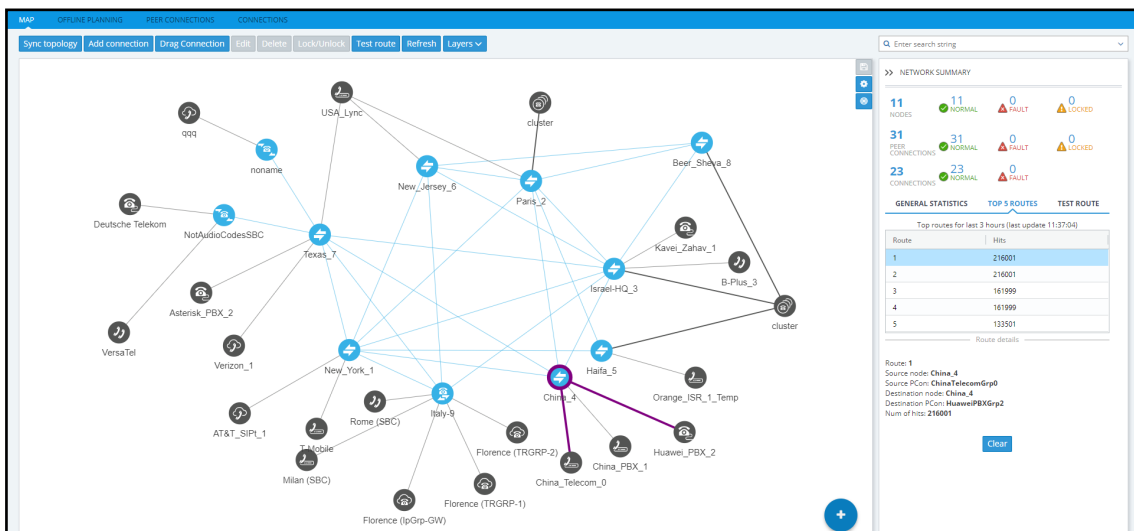 MAP OFFLINE PLANNING PEER CONNECTIONS CONNECTIONS
Sync topology Add connection Drag Connection Edit Delete Lock/Unlock Test route Refresh Layers
Enter search string
NETWORK SUMMARY
11 NODES 11 NORMAL 0 FAULT 0 LOCKED
31 PEER CONNECTIONS 31 NORMAL 0 FAULT 0 LOCKED
23 CONNECTIONS 23 NORMAL 0 FAULT
GENERAL STATISTICS TOP 5 ROUTES TEST ROUTE
Top routes for last 3 hours (last update 11:37:04)
Route Hits
1 216001
2 216001
3 161999
4 161999
5 133501
Route details
Route: 1
Source node: China_4
Source PCon: ChinaTelecomGrp0
Destination node: China_4
Destination PCon: HuaweiPBXGrp2
Num of hits: 216001
Clear
USA_Lync
qqq
cluster
noname
New_Jersey_6
Beer_Sheva_8
Paris_2
Deutsche Telekom
NotAudioCodesSBC
Texas_7
Kavei_Zahav_1
Israel-HQ_3
B-Plus_3
Asterisk_PBX_2
cluster
VersaTel
Verizon_1
New_York_1
Haifa_5
China_4
Orange_ISR_1_Temp
Italy-9
Rome (SBC)
AT&T_SIPt_1
T-Mobile
Milan (SBC)
Florence (TRGRP-2)
Huawei_PBX_2
China_PBX_1
China_Telecom_0
Florence (TRGRP-1)
Florence (IpGrp-GW)